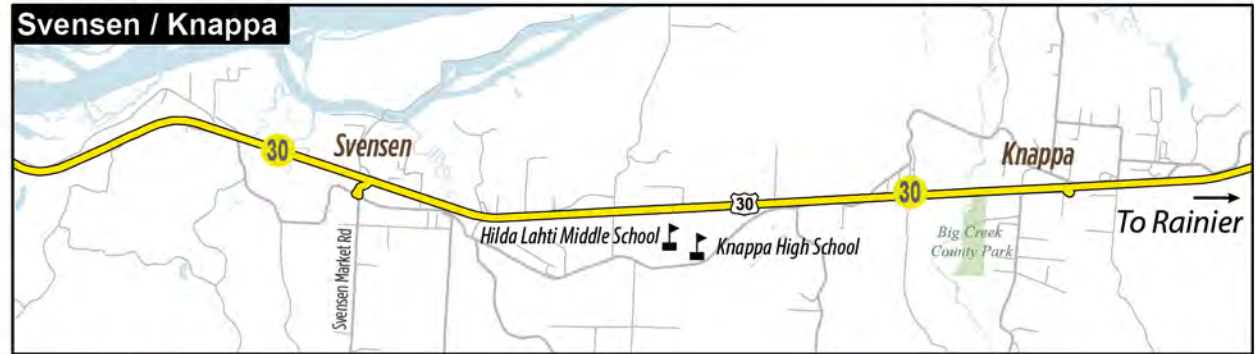 Svensen / Knappa
30
Svensen
Svensen Market Rd
Hilda Lahti Middle School
Knappa High School
30
30
Knappa
Big Creek
County Park
To Rainier